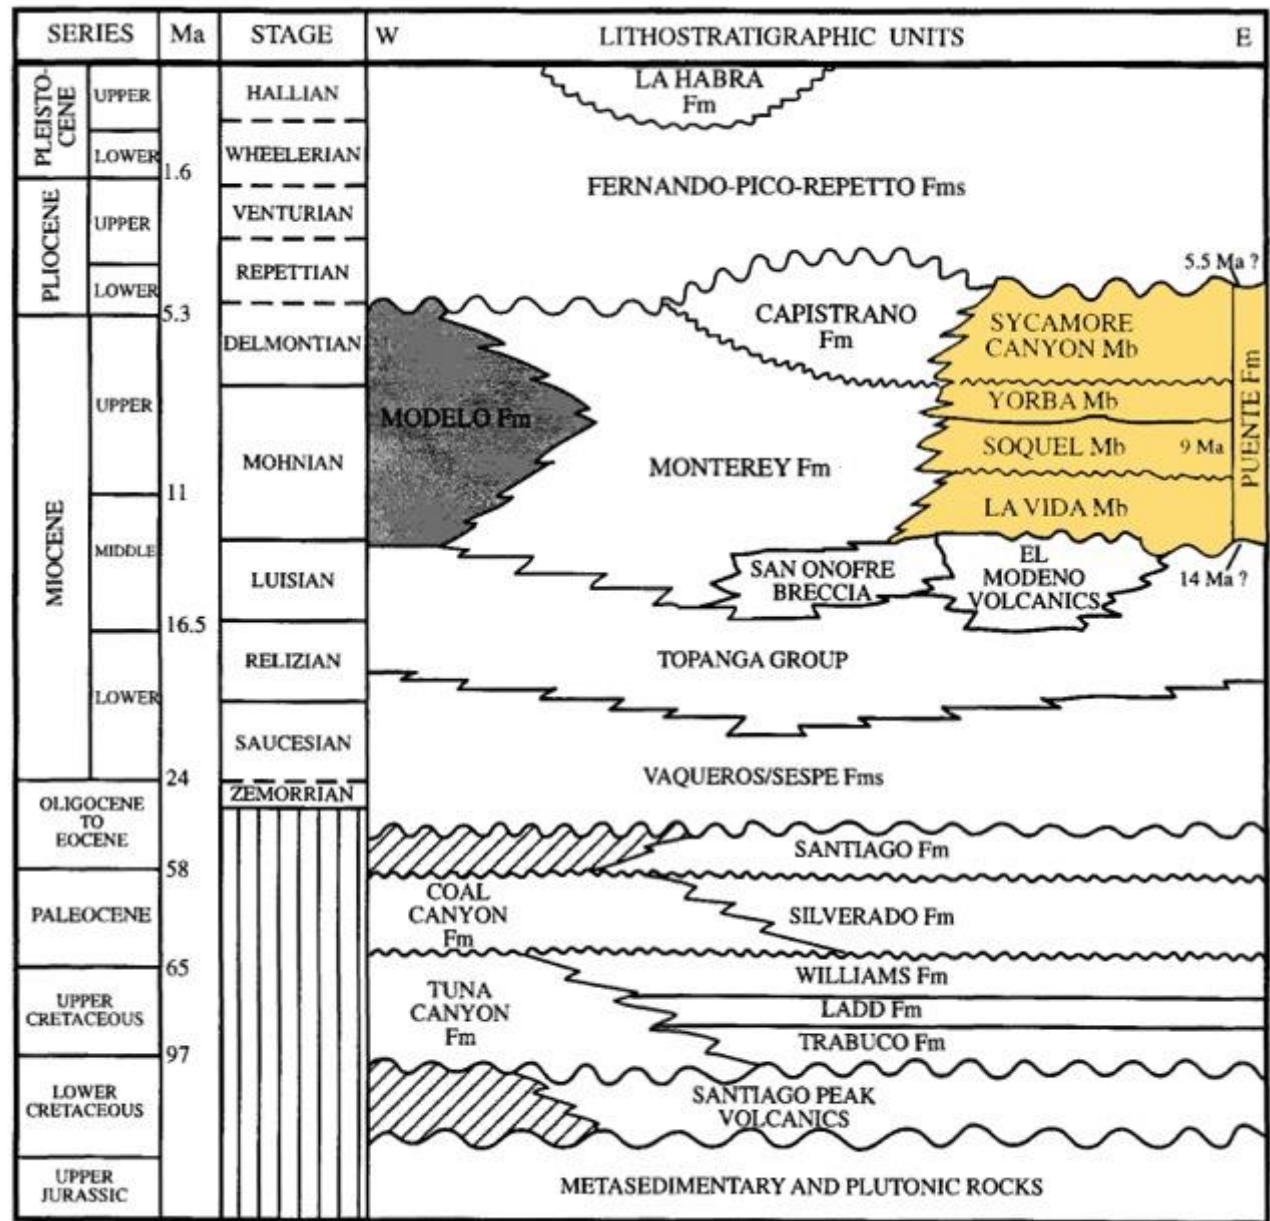 SERIES Ma STAGE W LITHOSTRATIGRAPHIC UNITS E
PLEISTO-
CENE
UPPER
LOWER
PLIOCENE
UPPER
LOWER
MIOCENE
UPPER
MIDDLE
LOWER
OLIGOCENE
TO
EOCENE
PALEOCENE
UPPER
CRETACEOUS
LOWER
CRETACEOUS
UPPER
JURASSIC
1.6
5.3
11
16.5
24
58
65
97
HALLIAN
WHEELERIAN
VENTURIAN
REPETTIAN
DELMONTIAN
MOHNIAN
LUISIAN
RELIZIAN
SAUCESIAN
ZEMORRIAN
LA HABRA
Fm
FERNANDO-PICO-REPETTO Fms
5.5 Ma ?
CAPISTRANO
Fm
SYCAMORE
CANYON Mb
YORBA Mb
SOQUEL Mb
9 Ma
LA VIDA Mb
PUENTE Fm
14 Ma ?
MODELO Fm
MONTEREY Fm
SAN ONOFRE
BRECCIA
EL
MODENO
VOLCANICS
TOPANGA GROUP
VAQUEROS/SESPE Fms
SANTIAGO Fm
COAL
CANYON
Fm
SILVERADO Fm
WILLIAMS Fm
TUNA
CANYON
Fm
LADD Fm
TRABUCO Fm
SANTIAGO PEAK
VOLCANICS
METASEDIMENTARY AND PLUTONIC ROCKS